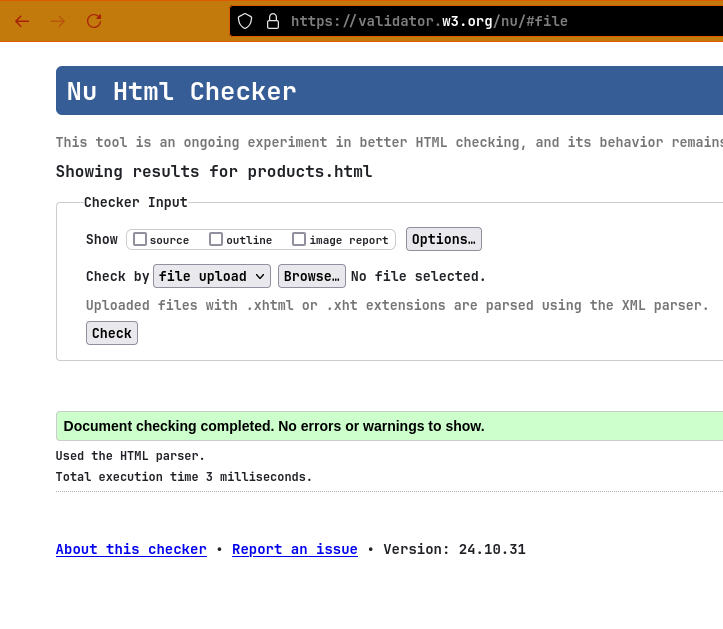 https://validator.w3.org/nu/#file
Nu Html Checker
This tool is an ongoing experiment in better HTML checking, and its behavior remains
Showing results for products.html
Checker Input
Show source outline image report Options…
Check by file upload Browse… No file selected.
Uploaded files with .xhtml or .xht extensions are parsed using the XML parser.
Check
Document checking completed. No errors or warnings to show.
Used the HTML parser.
Total execution time 3 milliseconds.
About this checker • Report an issue • Version: 24.10.31